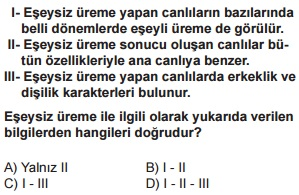 I- Eşeysiz üreme yapan canlıların bazılarında
belli dönemlerde eşeyli üreme de görülür.
II- Eşeysiz üreme sonucu oluşan canlılar bü-
tün özellikleriyle ana canlıya benzer.
III- Eşeysiz üreme yapan canlılarda erkeklik ve
dişilik karakterleri bulunur.
Eşeysiz üreme ile ilgili olarak yukarıda verilen
bilgilerden hangileri doğrudur?
A) Yalnız II B) I - II
C) I - III D) I - II - III